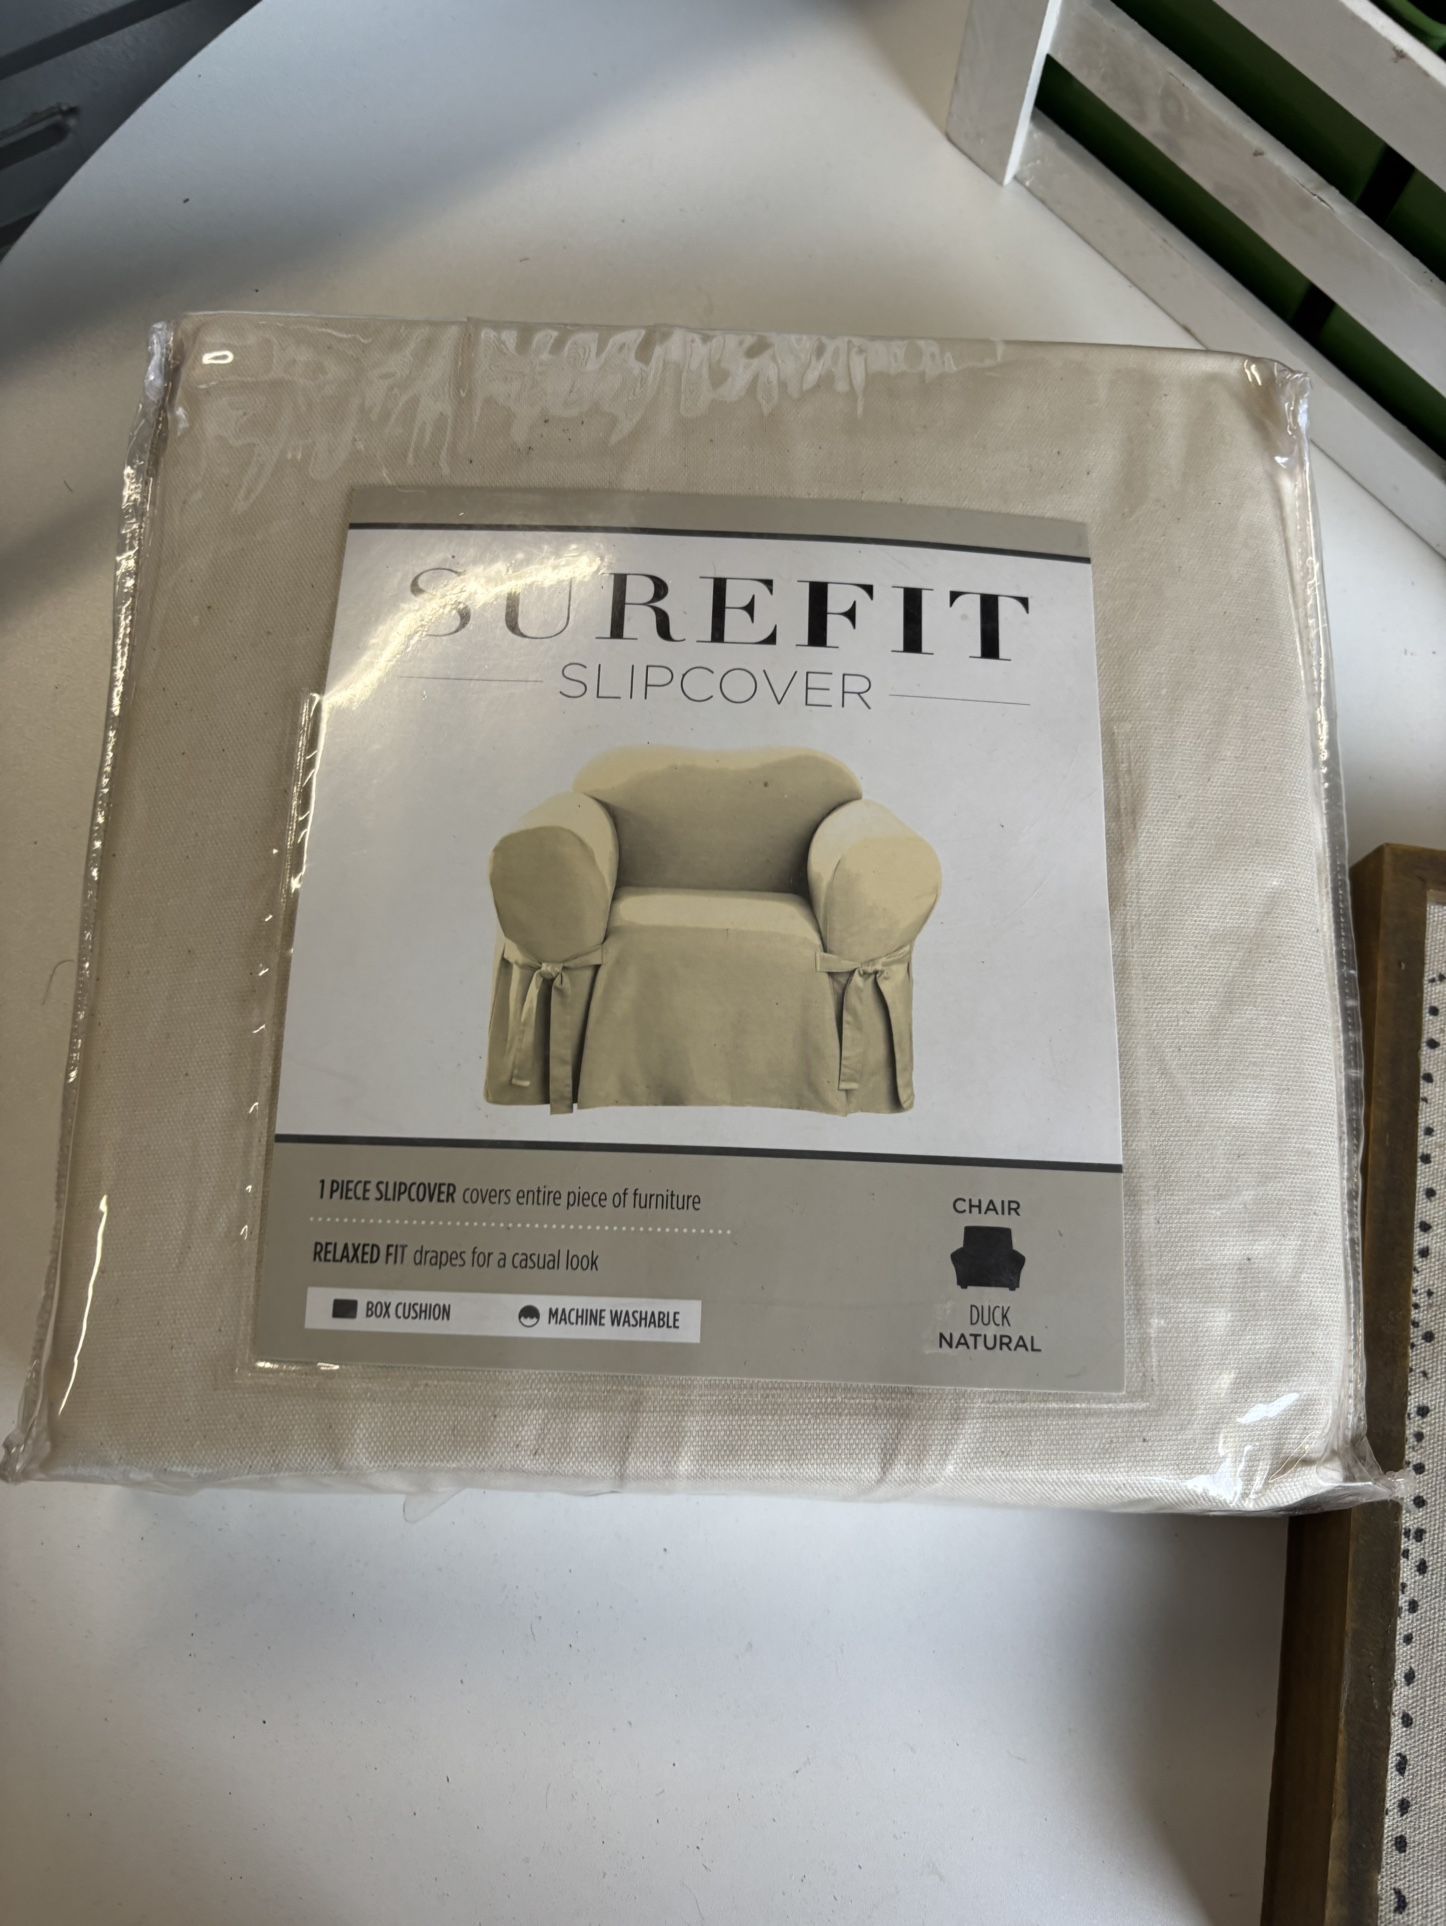 SUREFIT
SLIPCOVER
1 PIECE SLIPCOVER covers entire piece of furniture
RELAXED FIT drapes for a casual look
BOX CUSHION
MACHINE WASHABLE
CHAIR
DUCK
NATURAL